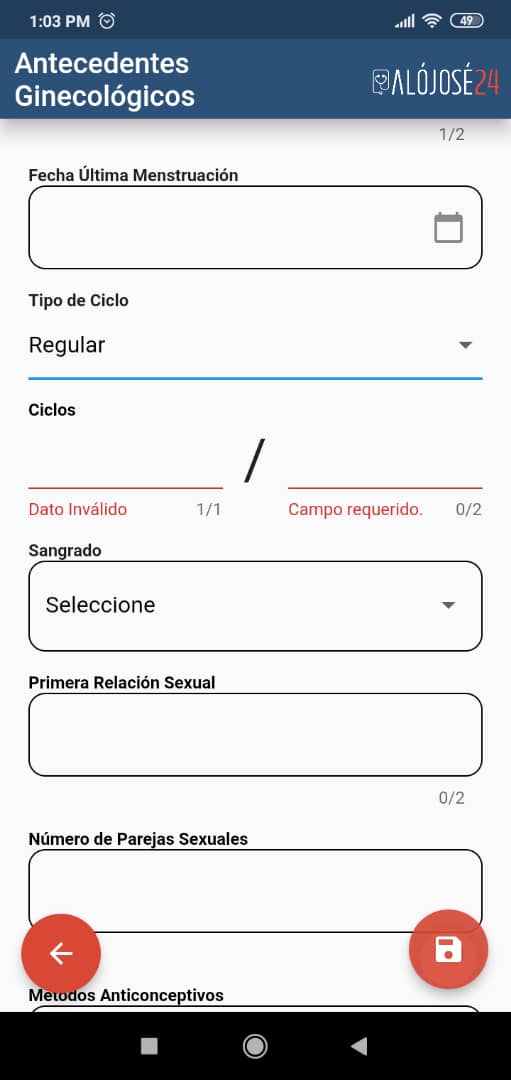 1:03 PM
49
Antecedentes
Ginecológicos
ALÓJOSÉ24
1/2
Fecha Última Menstruación
Tipo de Ciclo
Regular
Ciclos
/
Dato Inválido 1/1 Campo requerido. 0/2
Sangrado
Seleccione
Primera Relación Sexual
0/2
Número de Parejas Sexuales
Métodos Anticonceptivos